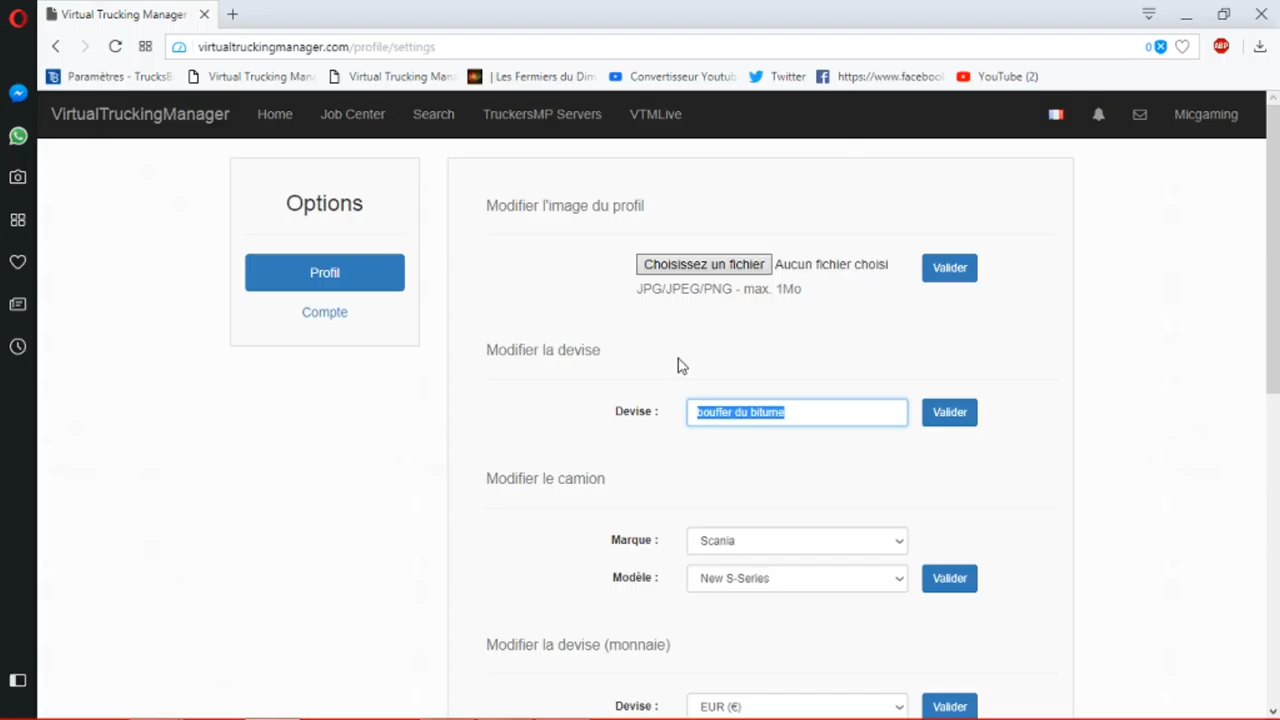 Virtual Trucking Manager
virtualtruckingmanager.com/profile/settings
0
ABP
Paramètres - TrucksB
Virtual Trucking Man
Virtual Trucking Man
| Les Fermiers du Dim
Convertisseur Youtub
Twitter
https://www.faceboo
YouTube (2)
VirtualTruckingManager
Home
Job Center
Search
TruckersMP Servers
VTMLive
Micgaming
Options
Profil
Compte
Modifier l'image du profil
Choisissez un fichier Aucun fichier choisi
Valider
JPG/JPEG/PNG - max. 1Mo
Modifier la devise
Devise : bouffer du bitume Valider
Modifier le camion
Marque : Scania
Modèle : New S-Series Valider
Modifier la devise (monnaie)
Devise : EUR (€) Valider